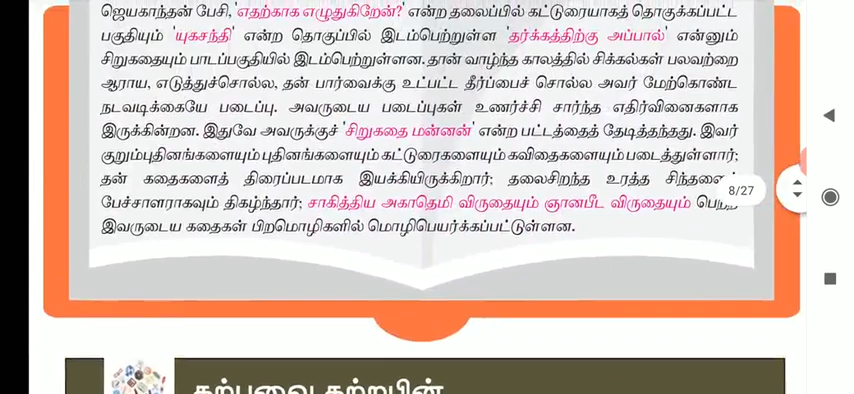 ஜெயகாந்தன் பேசி, 'எதற்காக எழுதுகிறேன்?' என்ற தலைப்பில் கட்டுரையாகத் தொகுக்கப்பட்ட
பகுதியும் 'யுகசந்தி' என்ற தொகுப்பில் இடம்பெற்றுள்ள 'தர்க்கத்திற்கு அப்பால்' என்னும்
சிறுகதையும் பாடப்பகுதியில் இடம்பெற்றுள்ளன. தான் வாழ்ந்த காலத்தில் சிக்கல்கள் பலவற்றை
ஆராய, எடுத்துச்சொல்ல, தன் பார்வைக்கு உட்பட்ட தீர்ப்பைச் சொல்ல அவர் மேற்கொண்ட
நடவடிக்கையே படைப்பு. அவருடைய படைப்புகள் உணர்ச்சி சார்ந்த எதிர்வினைகளாக
இருக்கின்றன. இதுவே அவருக்குச் 'சிறுகதை மன்னன்' என்ற பட்டத்தைத் தேடித்தந்தது. இவர்
குறும்புதினங்களையும் புதினங்களையும் கட்டுரைகளையும் கவிதைகளையும் படைத்துள்ளார்;
தன் கதைகளைத் திரைப்படமாக இயக்கியிருக்கிறார்; தலைசிறந்த உரத்த
பேச்சாளராகவும் திகழ்ந்தார்; சாகித்திய அகாதெமி விருதையும் ஞானபீட விருதையும்
இவருடைய கதைகள் பிறமொழிகளில் மொழிபெயர்க்கப்பட்டுள்ளன.
8/27
கற்பவை கற்றபின்